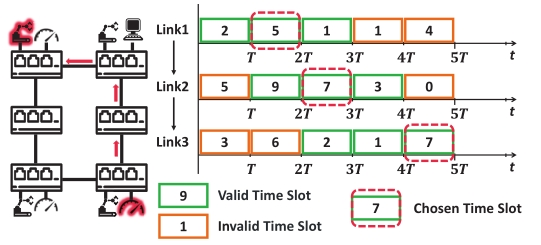 Link1 2 5 1 1 4
T 2T 3T 4T 5T t
Link2 5 9 7 3 0
T 2T 3T 4T 5T t
Link3 3 6 2 1 7
T 2T 3T 4T 5T t
9 Valid Time Slot
7 Chosen Time Slot
1 Invalid Time Slot